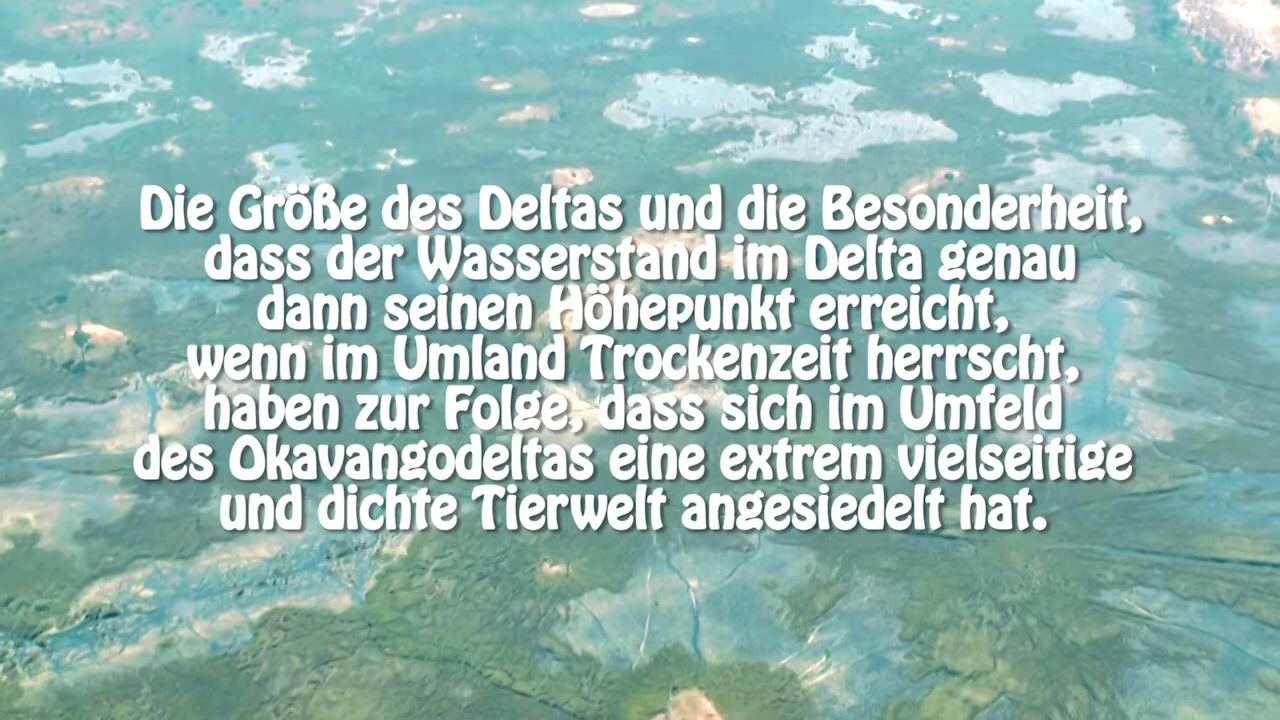 Die Größe des Deltas und die Besonderheit,
dass der Wasserstand im Delta genau
dann seinen Höhepunkt erreicht,
wenn im Umland Trockenzeit herrscht,
haben zur Folge, dass sich im Umfeld
des Okavangodeltas eine extrem vielseitige
und dichte Tierwelt angesiedelt hat.